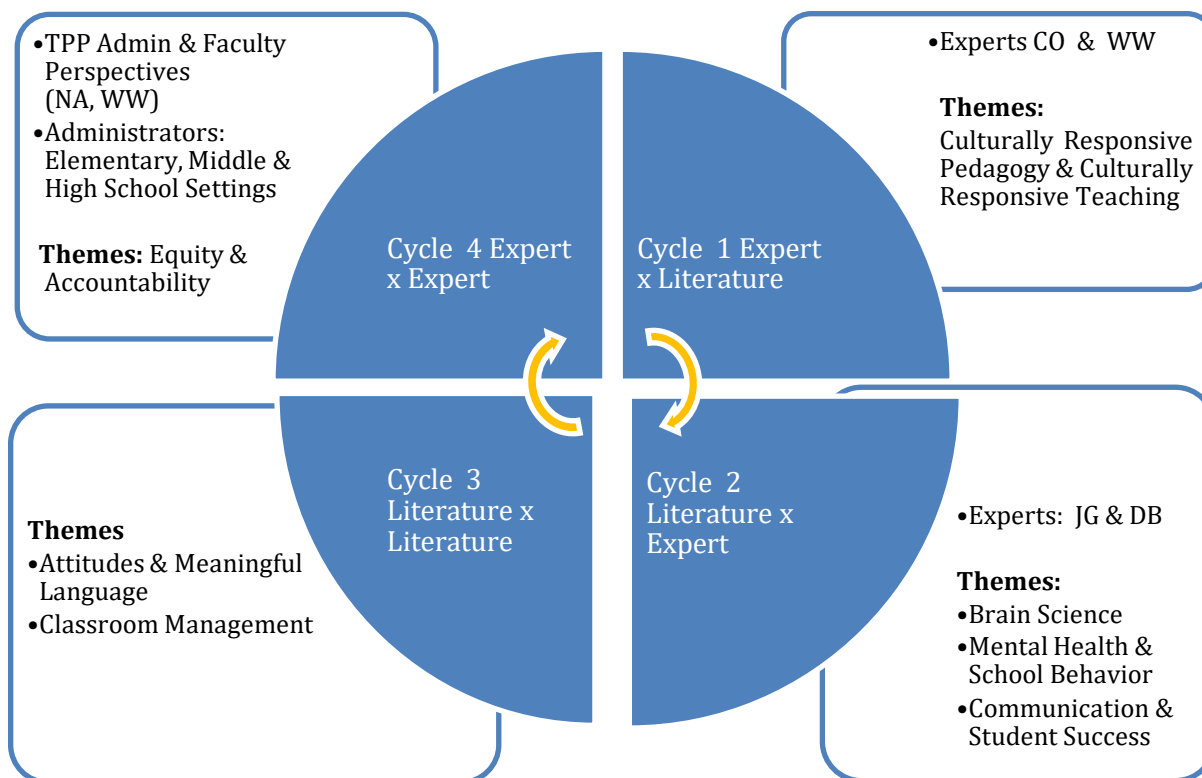 •TPP Admin & Faculty
Perspectives
(NA, WW)
•Administrators:
Elementary, Middle &
High School Settings
Themes: Equity &
Accountability
•Experts CO & WW
Themes:
Culturally Responsive
Pedagogy & Culturally
Responsive Teaching
Cycle 4 Expert
x Expert
Cycle 1 Expert
x Literature
Cycle 3
Literature x
Literature
Cycle 2
Literature x
Expert
Themes
•Attitudes & Meaningful
Language
•Classroom Management
•Experts: JG & DB
Themes:
•Brain Science
•Mental Health &
School Behavior
•Communication &
Student Success